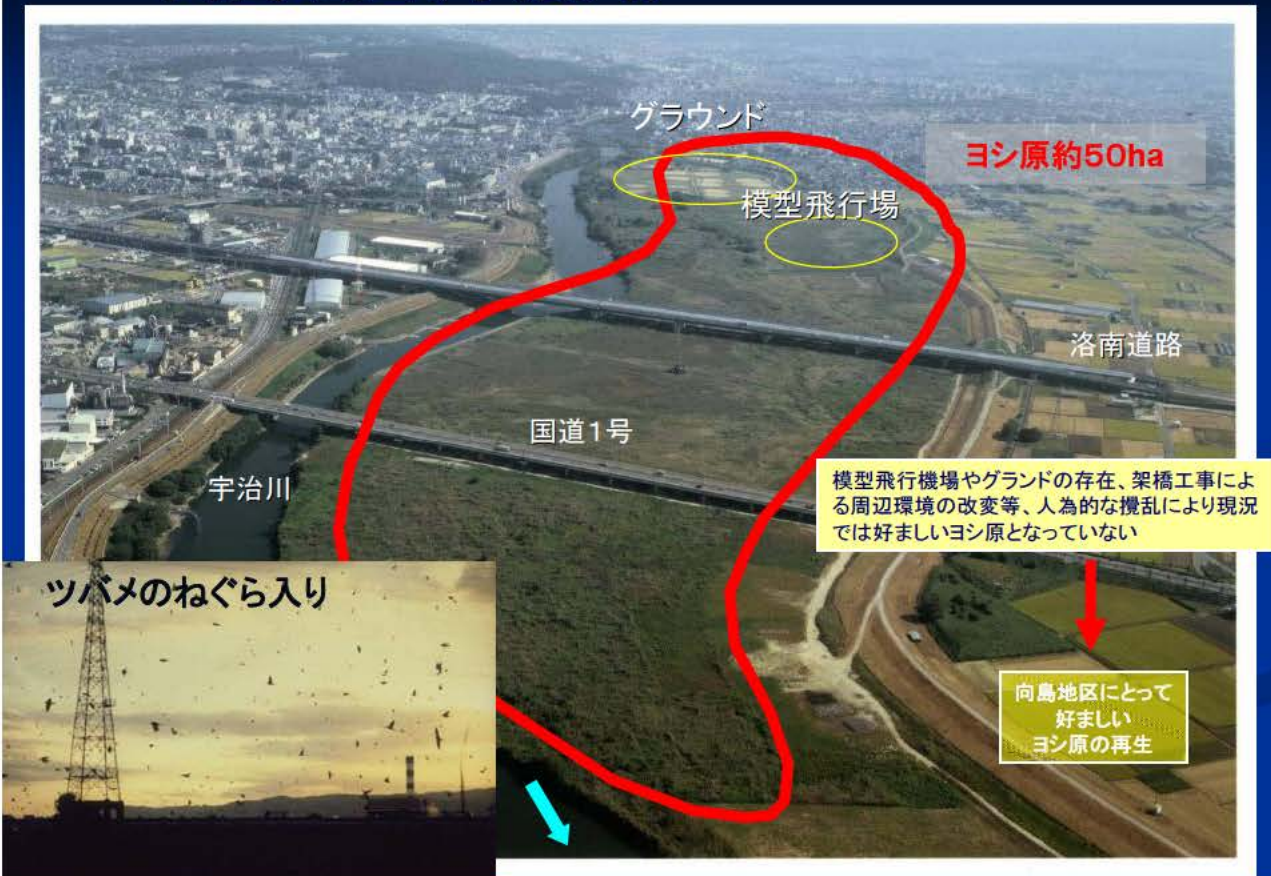 グラウンド
ヨシ原約50ha
模型飛行場
洛南道路
国道1号
宇治川
模型飛行機場やグランドの存在、架橋工事によ
る周辺環境の改変等、人為的な攪乱により現況
では好ましいヨシ原となっていない
ツバメのねぐら入り
向島地区にとって
好ましい
ヨシ原の再生